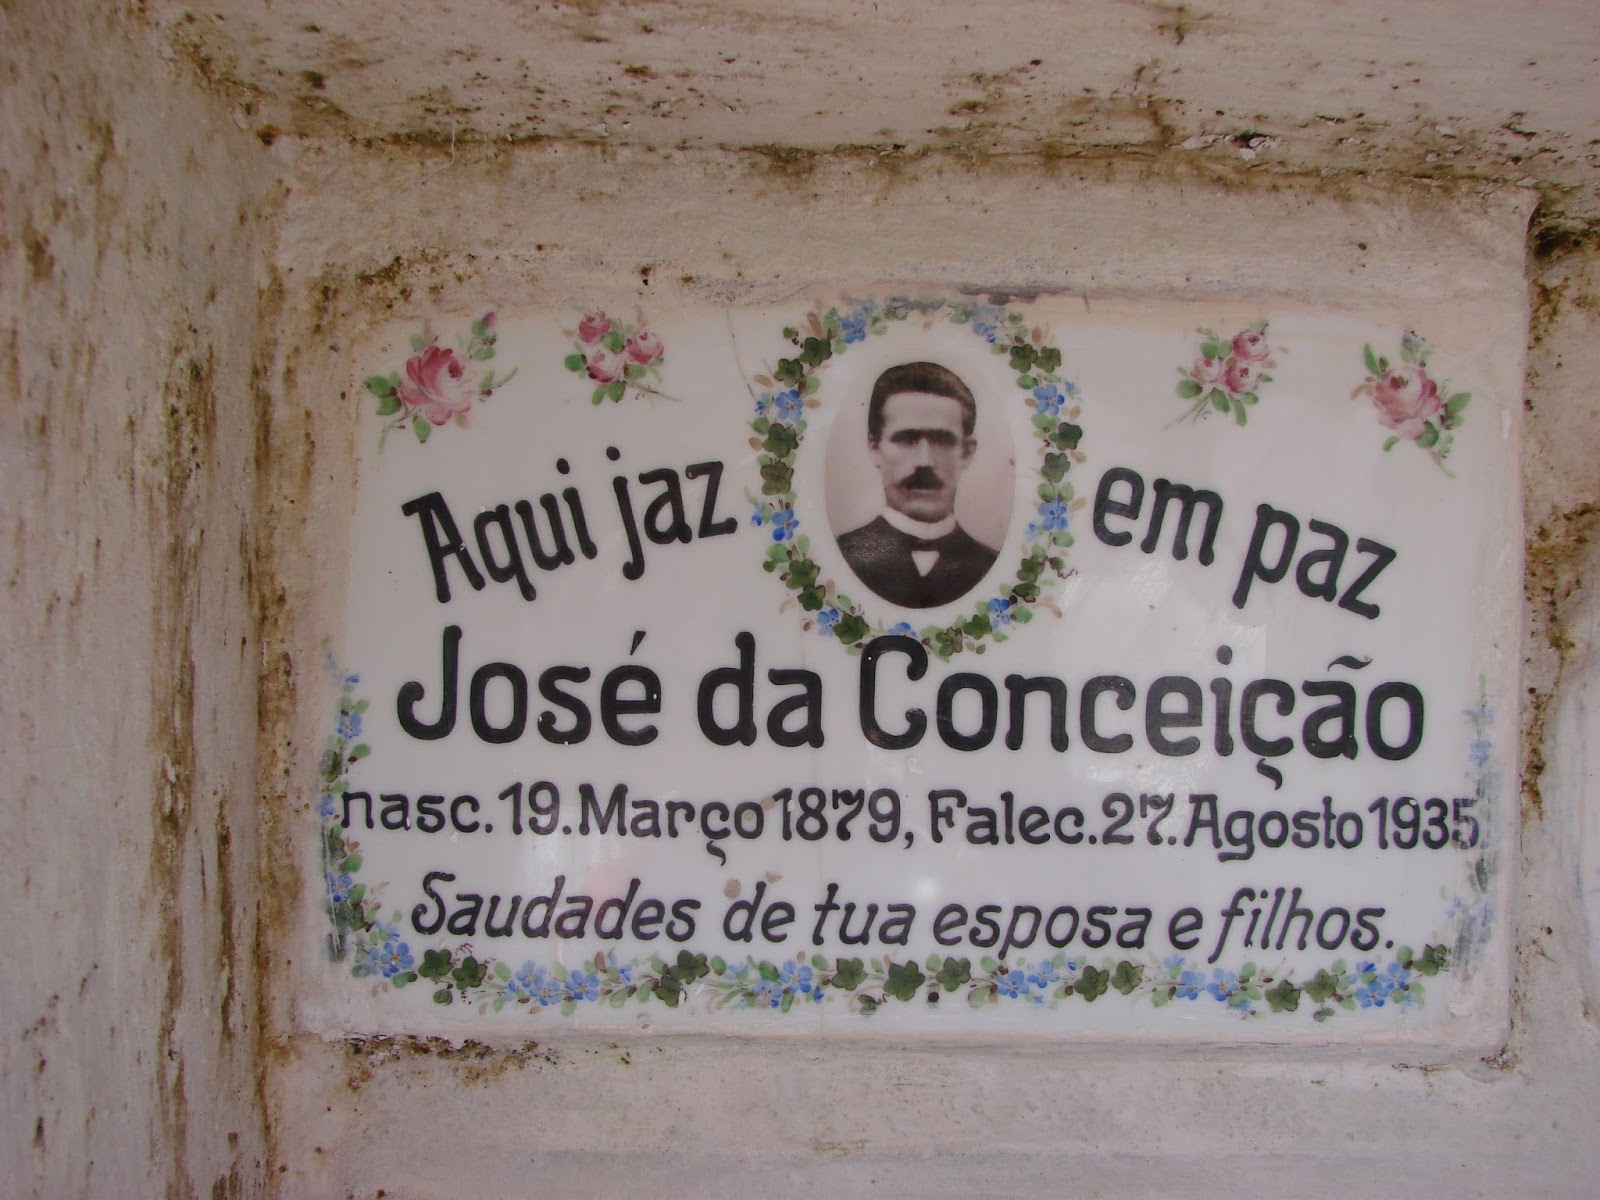 Aqui jaz em paz
José da Conceição
nasc. 19. Março 1879, Falec. 27. Agosto 1935
Saudades de tua esposa e filhos.